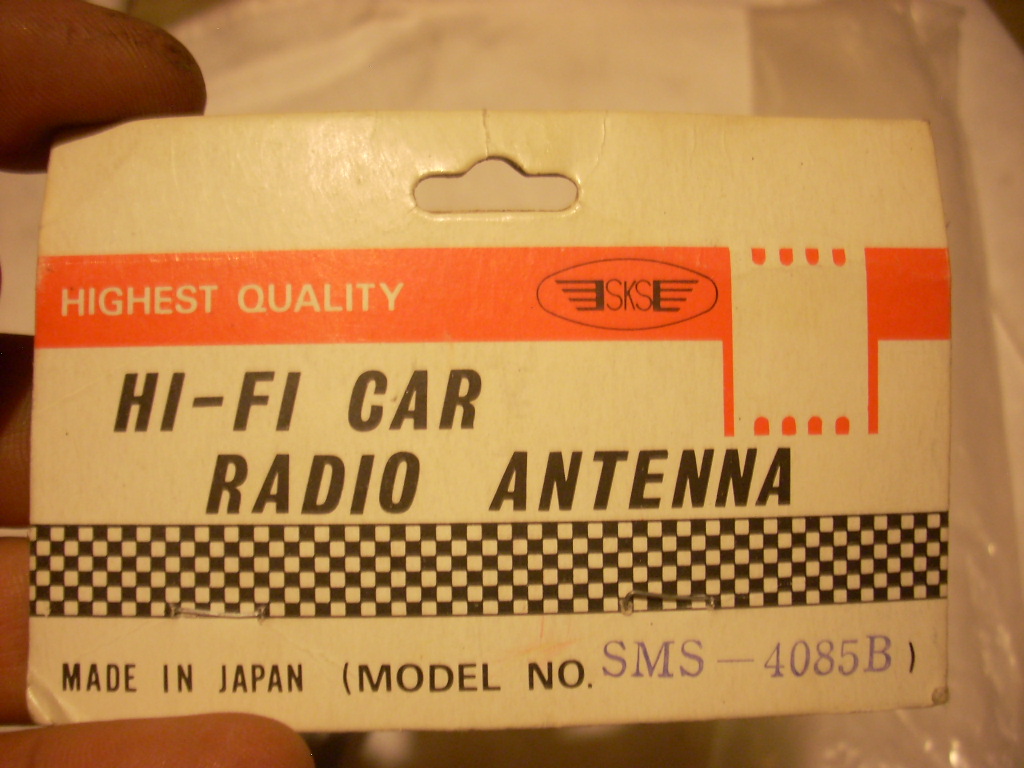 HIGHEST QUALITY
SKS
HI-FI CAR
RADIO ANTENNA
MADE IN JAPAN (MODEL NO. SMS-4085B)